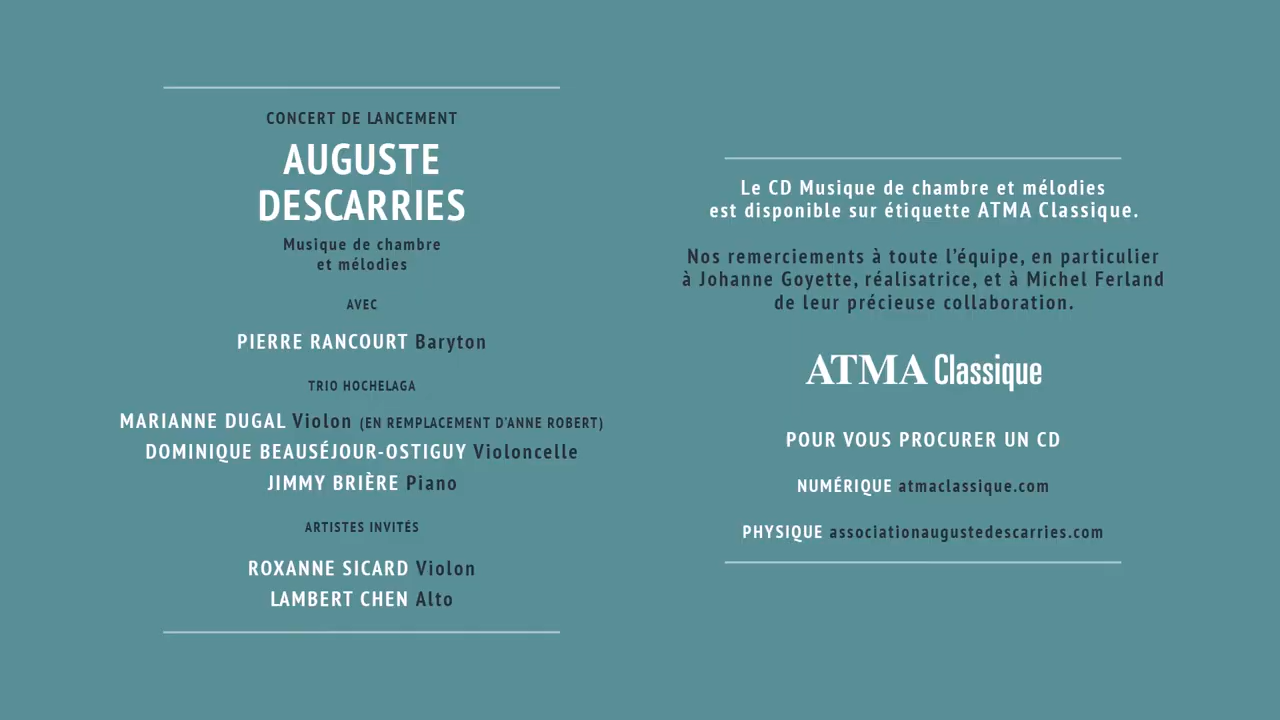 CONCERT DE LANCEMENT
AUGUSTE
DESCARRIES
Musique de chambre
et mélodies
AVEC
PIERRE RANCOURT Baryton
TRIO HOCHELAGA
MARIANNE DUGAL Violon (EN REMPLACEMENT D'ANNE ROBERT)
DOMINIQUE BEAUSÉJOUR-OSTIGUY Violoncelle
JIMMY BRIÈRE Piano
ARTISTES INVITÉS
ROXANNE SICARD Violon
LAMBERT CHEN Alto
Le CD Musique de chambre et mélodies
est disponible sur étiquette ATMA Classique.
Nos remerciements à toute l'équipe, en particulier
à Johanne Goyette, réalisatrice, et à Michel Ferland
de leur précieuse collaboration.
ATMA Classique
POUR VOUS PROCURER UN CD
NUMÉRIQUE atmaclassique.com
PHYSIQUE associationaugustedescarries.com